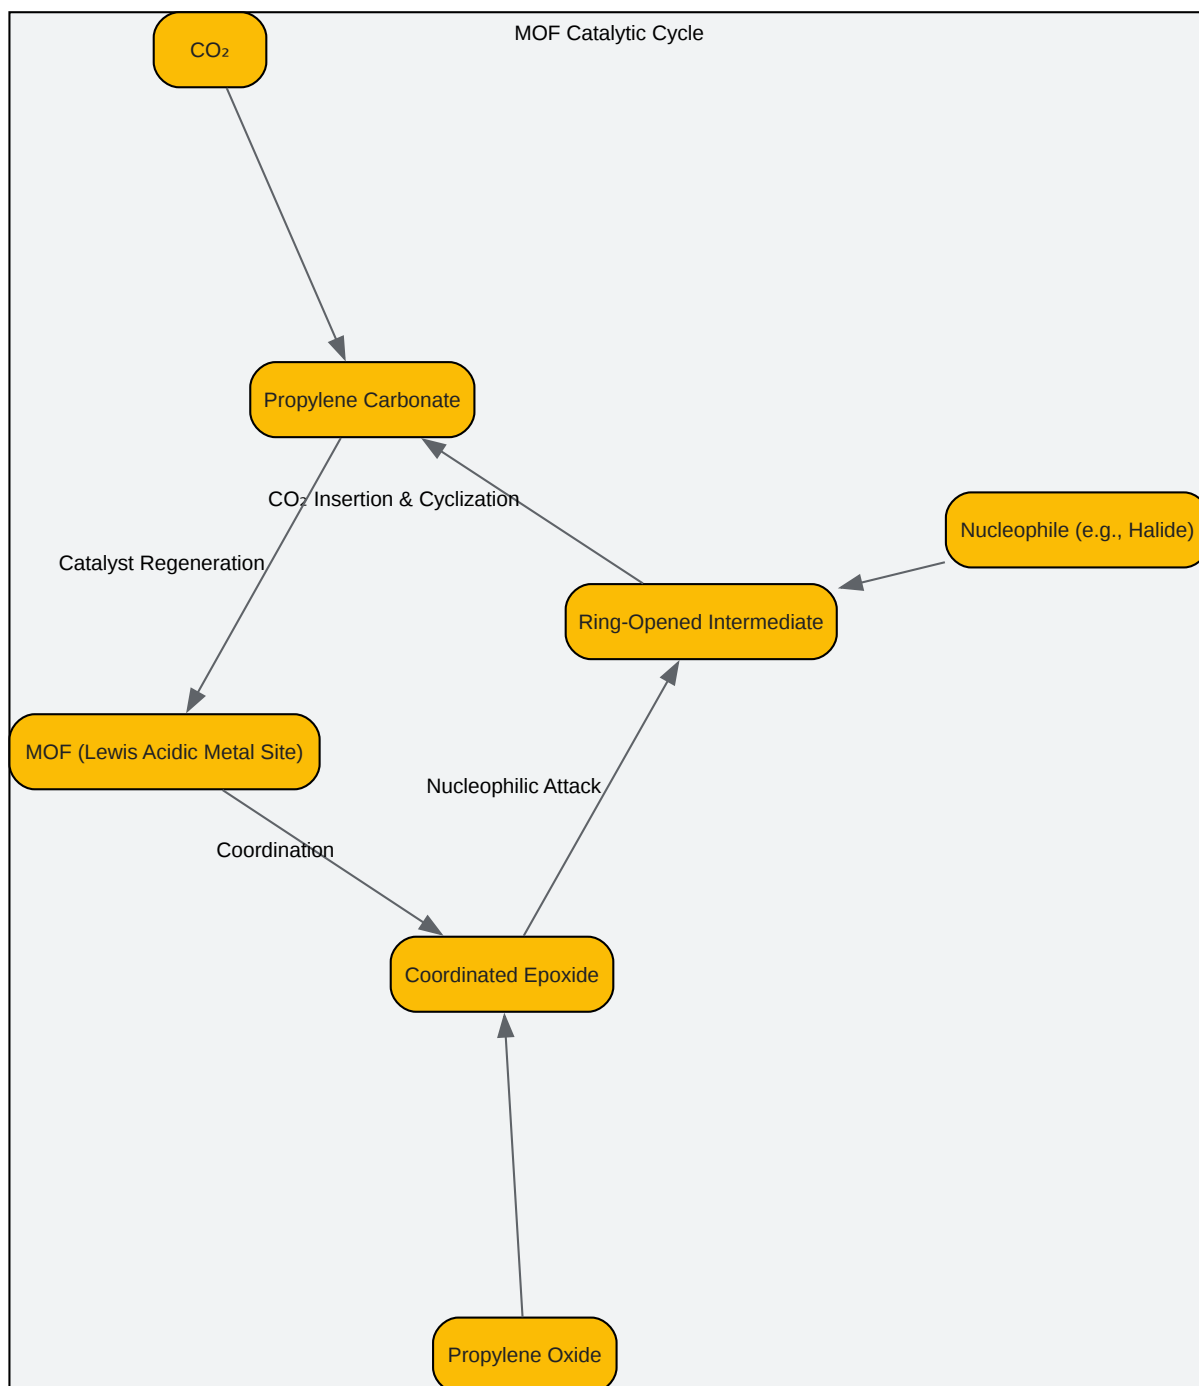 MOF Catalytic Cycle
CO₂
Propylene Carbonate
CO₂ Insertion & Cyclization
Nucleophile (e.g., Halide)
Catalyst Regeneration
Ring-Opened Intermediate
MOF (Lewis Acidic Metal Site)
Nucleophilic Attack
Coordination
Coordinated Epoxide
Propylene Oxide